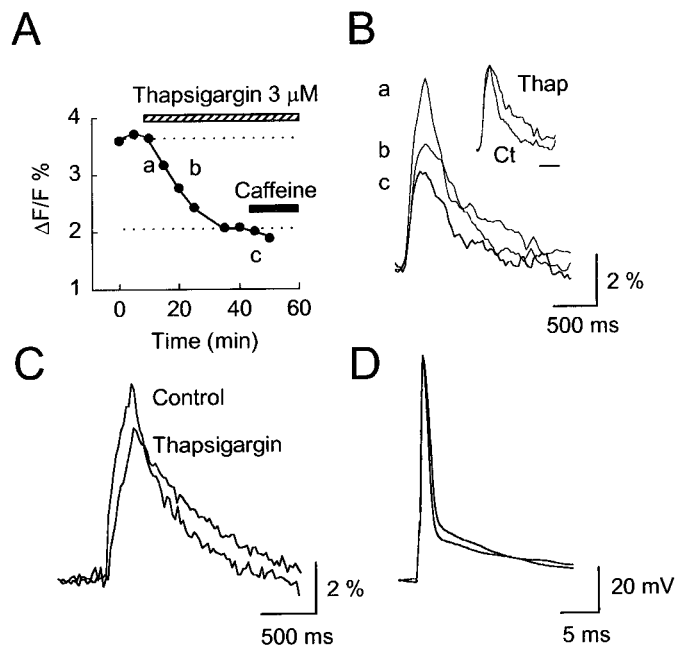 A
Thapsigargin 3 μM
4
3
2
1
ΔF/F %
a
b
Caffeine
c
0
20
40
60
Time (min)
B
a
b
c
Thap
Ct
2 %
500 ms
C
Control
Thapsigargin
2 %
500 ms
D
20 mV
5 ms